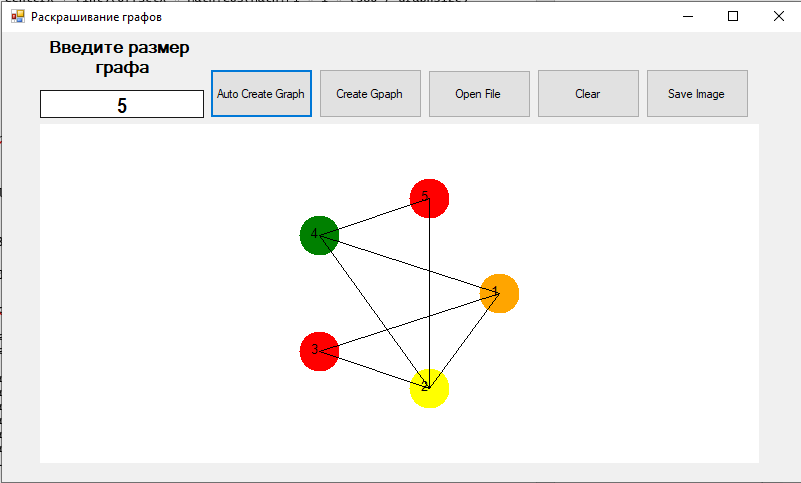 Раскрашивание графов
Введите размер
графа
5
Auto Create Graph
Create Gpaph
Open File
Clear
Save Image
5
4
1
3
2